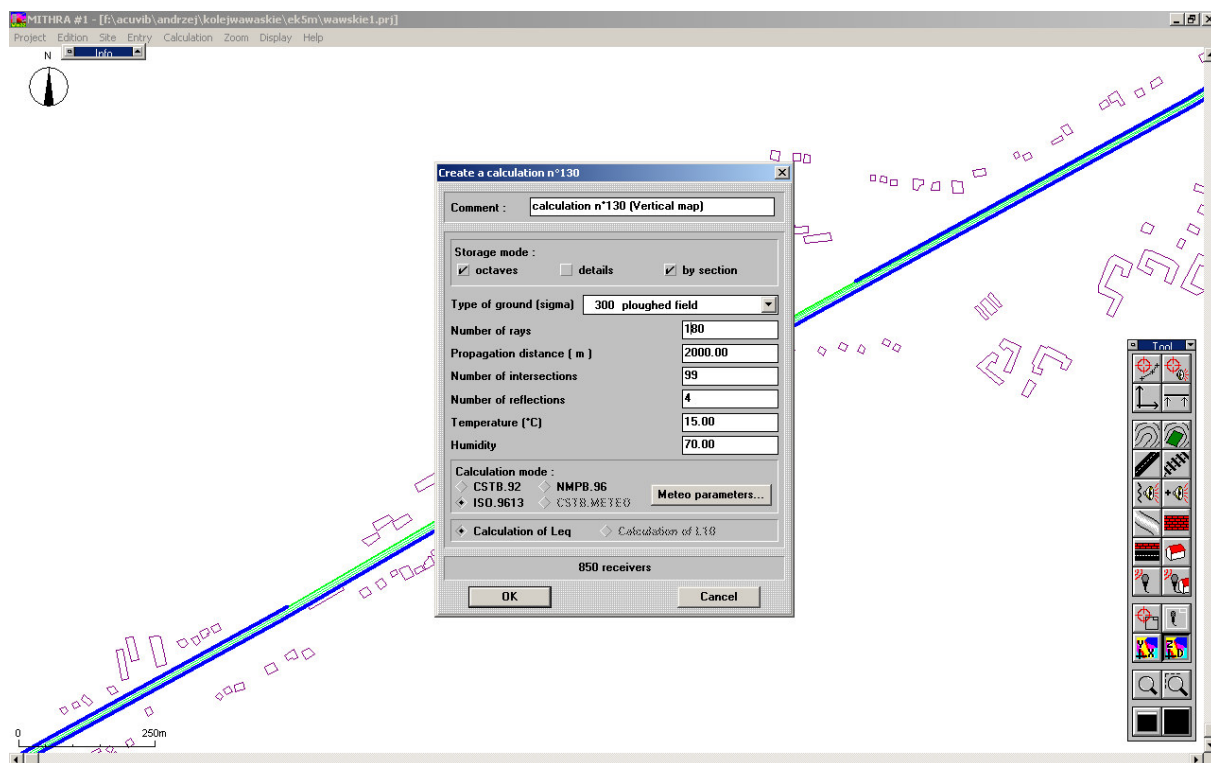 MITHRA #1 - [f:\acuvib\andrzej\kolejwawaskie\ek5m\wawskie1.prj]
Project Edition Site Entry Calculation Zoom Display Help
N
Info
Create a calculation n°130
Comment : calculation n°130 (Vertical map)
Storage mode :
octaves details by section
Type of ground (sigma) 300 ploughed field
Number of rays 180
Propagation distance ( m ) 2000.00
Number of intersections 99
Number of reflections 4
Temperature (°C) 15.00
Humidity 70.00
Calculation mode :
CSTB.92 NMPB.96
ISO.9613 CSTB.METEO
Meteo parameters...
Calculation of Leq Calculation of L10
850 receivers
OK Cancel
Tool
0 250m